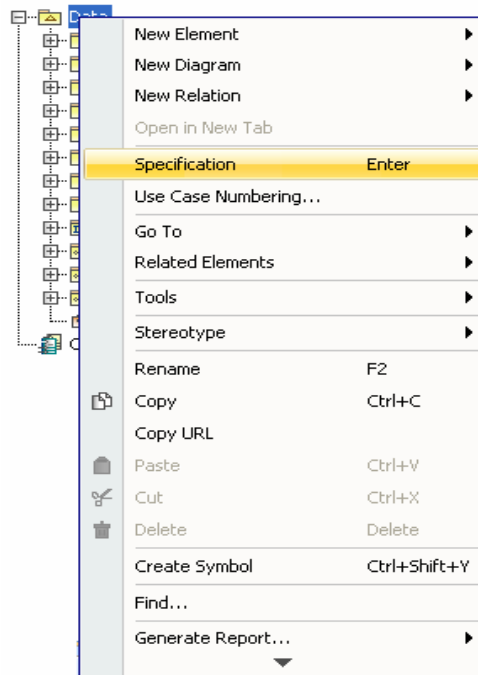 Data
New Element
New Diagram
New Relation
Open in New Tab
Specification Enter
Use Case Numbering...
Go To
Related Elements
Tools
Stereotype
Rename F2
Copy Ctrl+C
Copy URL
Paste Ctrl+V
Cut Ctrl+X
Delete Delete
Create Symbol Ctrl+Shift+Y
Find...
Generate Report...